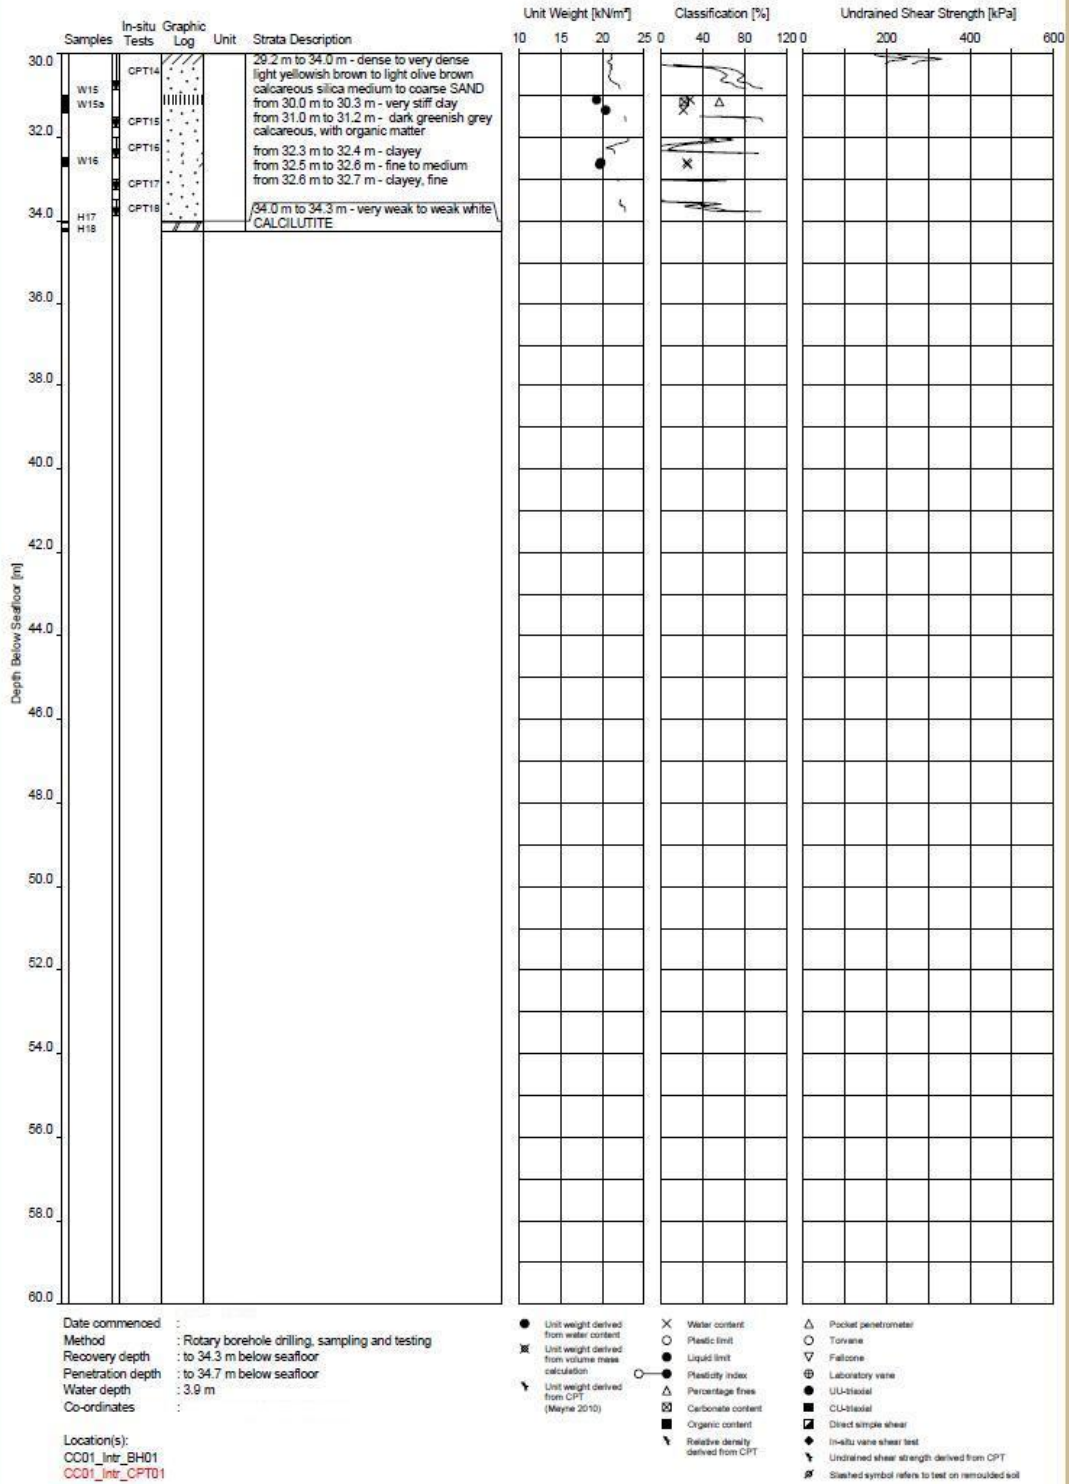 Unit Weight [kN/m³] Classification [%] Undrained Shear Strength [kPa]
In-situ Graphic
Samples Tests Log Unit Strata Description
10 15 20 25 0 40 80 120 0 200 400 600
30.0
CPT14
W15
W15a
CPT15
32.0
CPT16
W16
CPT17
CPT18
34.0
H17
H18
29.2 m to 34.0 m - dense to very dense
light yellowish brown to light olive brown
calcareous silica medium to coarse SAND
from 30.0 m to 30.3 m - very stiff clay
from 31.0 m to 31.2 m - dark greenish grey
calcareous, with organic matter
from 32.3 m to 32.4 m - clayey
from 32.5 m to 32.6 m - fine to medium
from 32.6 m to 32.7 m - clayey, fine
34.0 m to 34.3 m - very weak to weak white
CALCILUTITE
36.0
38.0
40.0
42.0
44.0
46.0
48.0
50.0
52.0
54.0
56.0
58.0
60.0
Depth Below Seafloor [m]
Date commenced :
Method : Rotary borehole drilling, sampling and testing
Recovery depth : to 34.3 m below seafloor
Penetration depth : to 34.7 m below seafloor
Water depth : 3.9 m
Co-ordinates :
Location(s):
CC01_Intr_BH01
CC01_Intr_CPT01
Unit weight derived
from water content
Unit weight derived
from volume mass
calculation
Unit weight derived
from CPT
(Mayne 2010)
Water content
Plastic limit
Liquid limit
Plasticity index
Percentage fines
Carbonate content
Organic content
Relative density
derived from CPT
Pocket penetrometer
Torvane
Fallcone
Laboratory vane
UU-triaxial
CU-triaxial
Direct simple shear
In-situ vane shear test
Undrained shear strength derived from CPT
Slashed symbol refers to test on remoulded soil